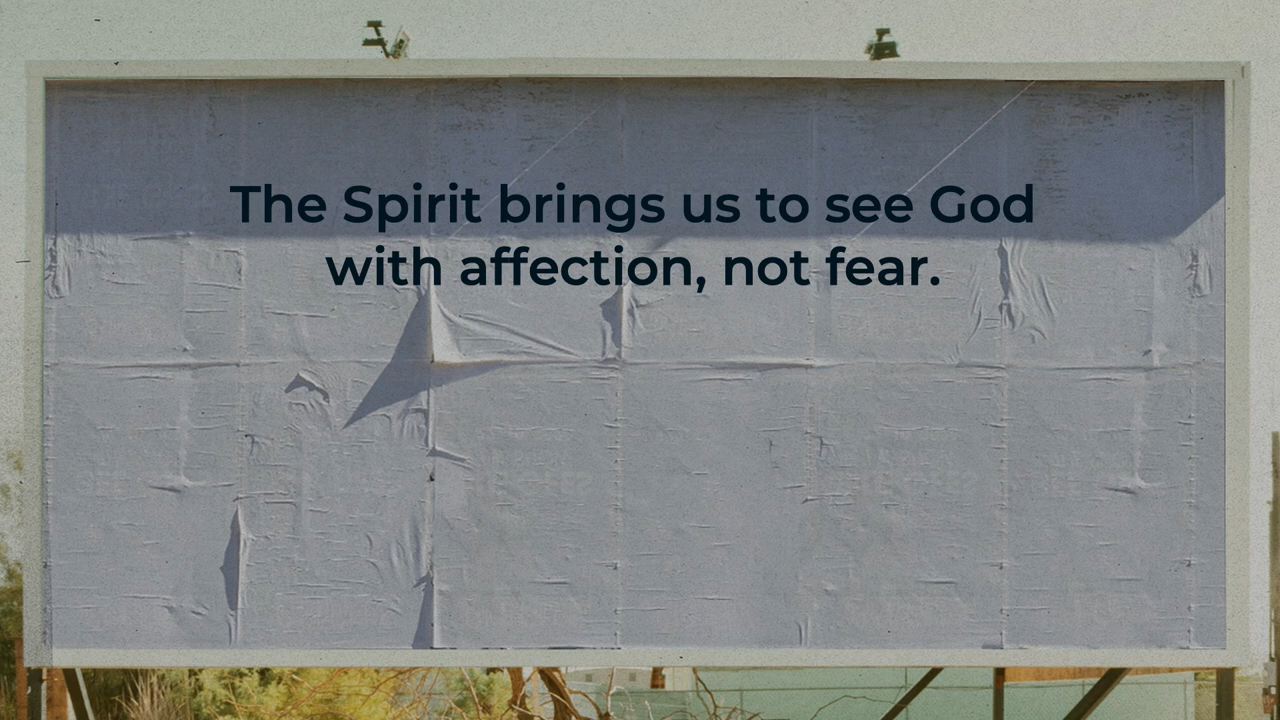 The Spirit brings us to see God
with affection, not fear.